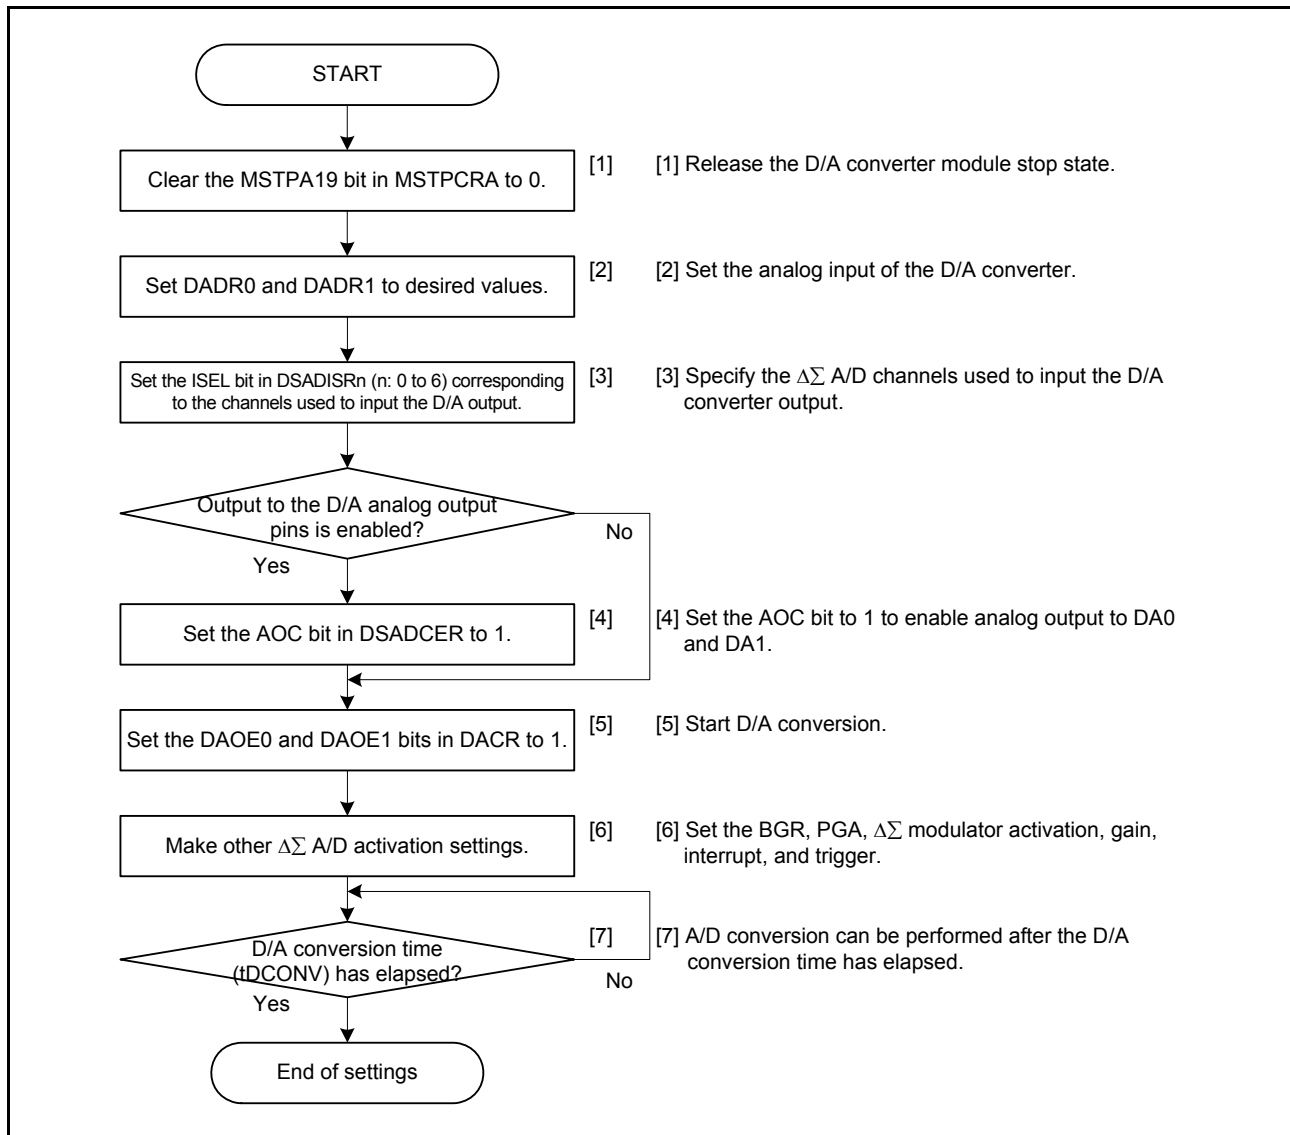 START
Clear the MSTPA19 bit in MSTPCRA to 0.
[1]
[1] Release the D/A converter module stop state.
Set DADR0 and DADR1 to desired values.
[2]
[2] Set the analog input of the D/A converter.
Set the ISEL bit in DSADISRn (n: 0 to 6) corresponding
to the channels used to input the D/A output.
[3]
[3] Specify the ΔΣ A/D channels used to input the D/A
converter output.
Output to the D/A analog output
pins is enabled?
No
Yes
Set the AOC bit in DSADCER to 1.
[4]
[4] Set the AOC bit to 1 to enable analog output to DA0
and DA1.
Set the DAOE0 and DAOE1 bits in DACR to 1.
[5]
[5] Start D/A conversion.
Make other ΔΣ A/D activation settings.
[6]
[6] Set the BGR, PGA, ΔΣ modulator activation, gain,
interrupt, and trigger.
D/A conversion time
(tDCONV) has elapsed?
[7]
[7] A/D conversion can be performed after the D/A
conversion time has elapsed.
No
Yes
End of settings